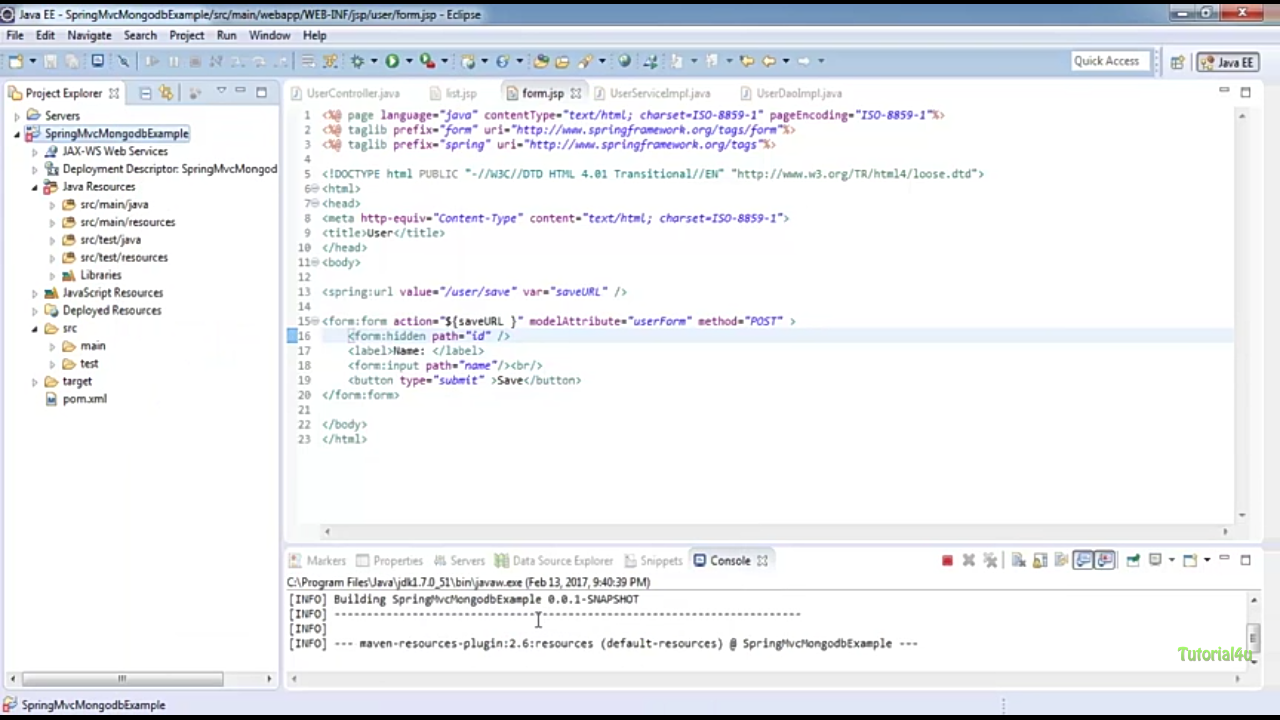 Java EE - SpringMvcMongodbExample/src/main/webapp/WEB-INF/jsp/user/form.jsp - Eclipse
File Edit Navigate Search Project Run Window Help
Quick Access
Java EE
Project Explorer
UserController.java list.jsp form.jsp UserServiceImpl.java UserDaoImpl.java
Servers
SpringMvcMongodbExample
JAX-WS Web Services
Deployment Descriptor: SpringMvcMongod
Java Resources
src/main/java
src/main/resources
src/test/java
src/test/resources
Libraries
JavaScript Resources
Deployed Resources
src
main
test
target
pom.xml
1 <%@ page language="java" contentType="text/html; charset=ISO-8859-1" pageEncoding="ISO-8859-1"%>
2 <%@ taglib prefix="form" uri="http://www.springframework.org/tags/form"%>
3 <%@ taglib prefix="spring" uri="http://www.springframework.org/tags"%>
4
5 <!DOCTYPE html PUBLIC "-//W3C//DTD HTML 4.01 Transitional//EN" "http://www.w3.org/TR/html4/loose.dtd">
6 <html>
7 <head>
8 <meta http-equiv="Content-Type" content="text/html; charset=ISO-8859-1">
9 <title>User</title>
10 </head>
11 <body>
12
13 <spring:url value="/user/save" var="saveURL" />
14
15 <form:form action="${saveURL }" modelAttribute="userForm" method="POST" >
16 <form:hidden path="id" />
17 <label>Name: </label>
18 <form:input path="name"/><br/>
19 <button type="submit" >Save</button>
20 </form:form>
21
22 </body>
23 </html>
Markers Properties Servers Data Source Explorer Snippets Console
C:\Program Files\Java\jdk1.7.0_51\bin\javaw.exe (Feb 13, 2017, 9:40:39 PM)
[INFO] Building SpringMvcMongodbExample 0.0.1-SNAPSHOT
[INFO] ------------------------------------------------------------------------
[INFO]
[INFO] --- maven-resources-plugin:2.6:resources (default-resources) @ SpringMvcMongodbExample ---
Tutorial4u
SpringMvcMongodbExample